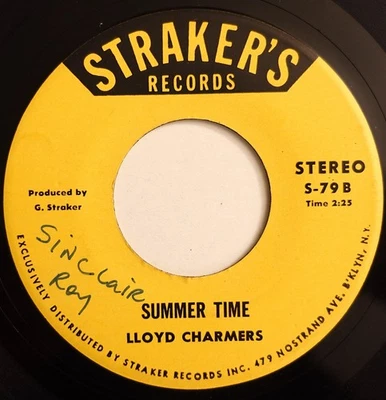 STRAKER'S
RECORDS
STEREO
S-79 B
Time 2:25
Produced by
G. Straker
Sinclair
Roy
SUMMER TIME
LLOYD CHARMERS
EXCLUSIVELY DISTRIBUTED BY STRAKER RECORDS INC. 479 NOSTRAND AVE. B'KLYN, N.Y.